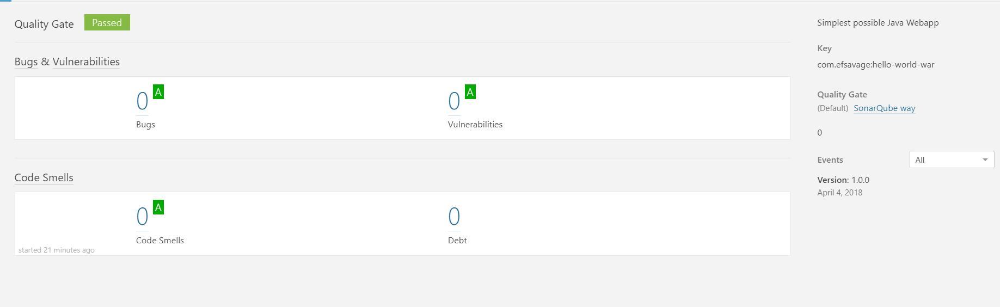 Quality Gate Passed
Bugs & Vulnerabilities
0 A
Bugs
0 A
Vulnerabilities
Code Smells
0 A
Code Smells
0
Debt
started 21 minutes ago
Simplest possible Java Webapp
Key
com.efsavage:hello-world-war
Quality Gate
(Default) SonarQube way
0
Events All
Version: 1.0.0
April 4, 2018